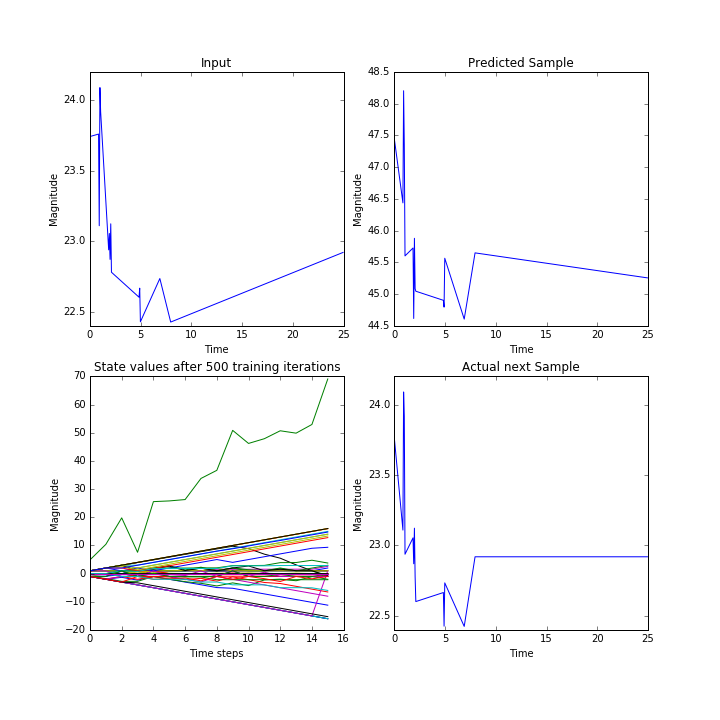 Input
Magnitude
24.0
23.5
23.0
22.5
0 5 10 15 20 25
Time
Predicted Sample
Magnitude
48.5
48.0
47.5
47.0
46.5
46.0
45.5
45.0
44.5
0 5 10 15 20 25
Time
State values after 500 training iterations
Magnitude
70
60
50
40
30
20
10
0
−10
−20
0 2 4 6 8 10 12 14 16
Time steps
Actual next Sample
Magnitude
24.0
23.5
23.0
22.5
0 5 10 15 20 25
Time